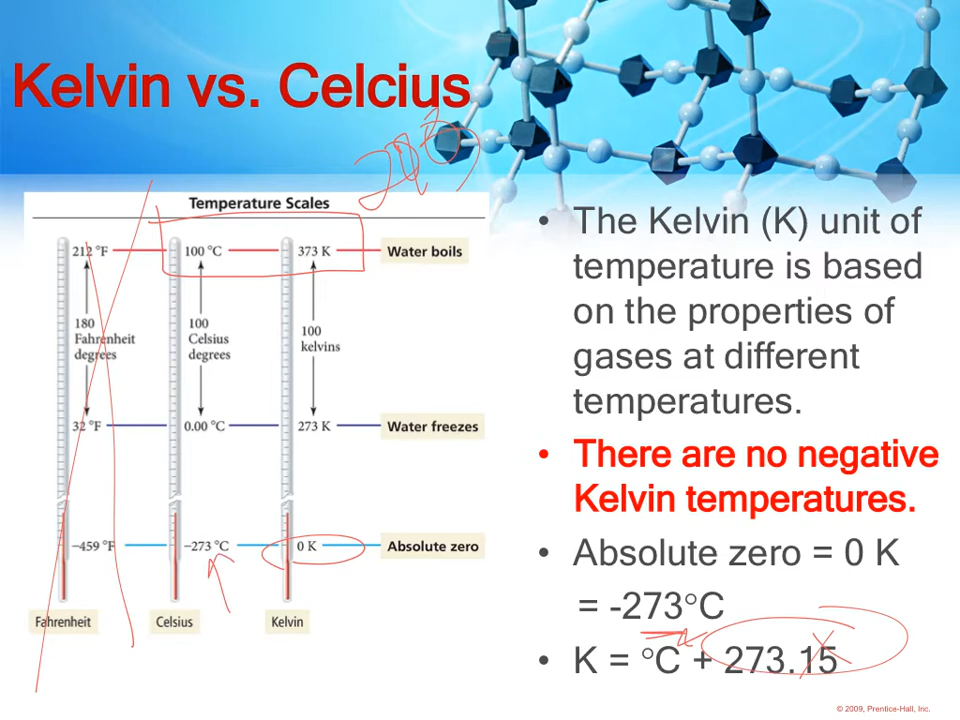 Kelvin vs. Celcius
Temperature Scales
212 °F 100 °C 373 K Water boils
180 Fahrenheit degrees
100 Celsius degrees
100 kelvins
32 °F 0.00 °C 273 K Water freezes
-459 °F -273 °C 0 K Absolute zero
Fahrenheit Celsius Kelvin
• The Kelvin (K) unit of
temperature is based
on the properties of
gases at different
temperatures.
• There are no negative
Kelvin temperatures.
• Absolute zero = 0 K
= -273°C
• K = °C + 273.15
© 2009, Prentice-Hall, Inc.